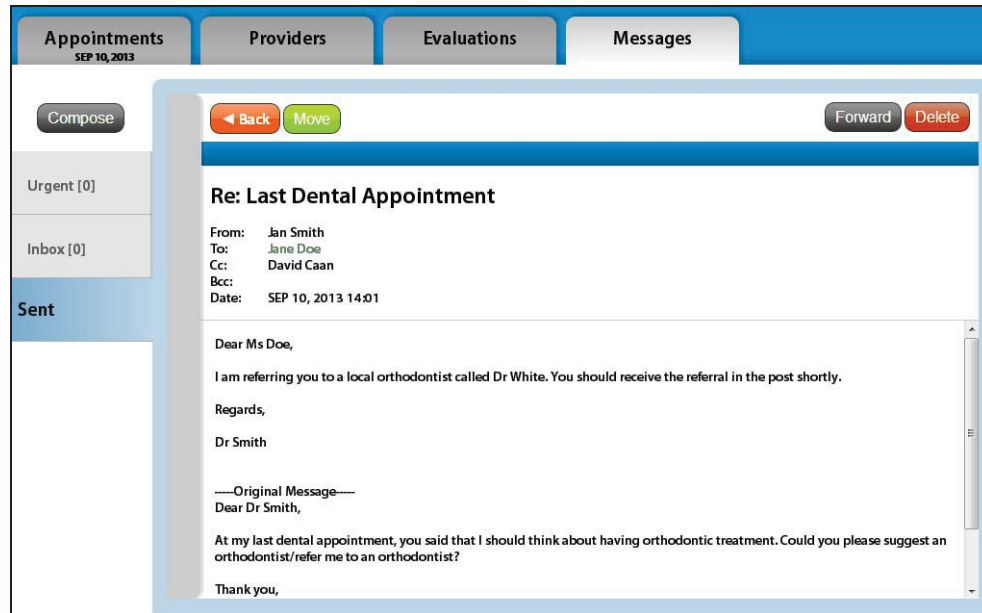 Appointments
SEP 10, 2013
Providers
Evaluations
Messages
Compose
Urgent [0]
Inbox [0]
Sent
◄ Back
Move
Forward
Delete
Re: Last Dental Appointment
From: Jan Smith
To: Jane Doe
Cc: David Caan
Bcc:
Date: SEP 10, 2013 14:01
Dear Ms Doe,
I am referring you to a local orthodontist called Dr White. You should receive the referral in the post shortly.
Regards,
Dr Smith
-----Original Message-----
Dear Dr Smith,
At my last dental appointment, you said that I should think about having orthodontic treatment. Could you please suggest an
orthodontist/refer me to an orthodontist?
Thank you,